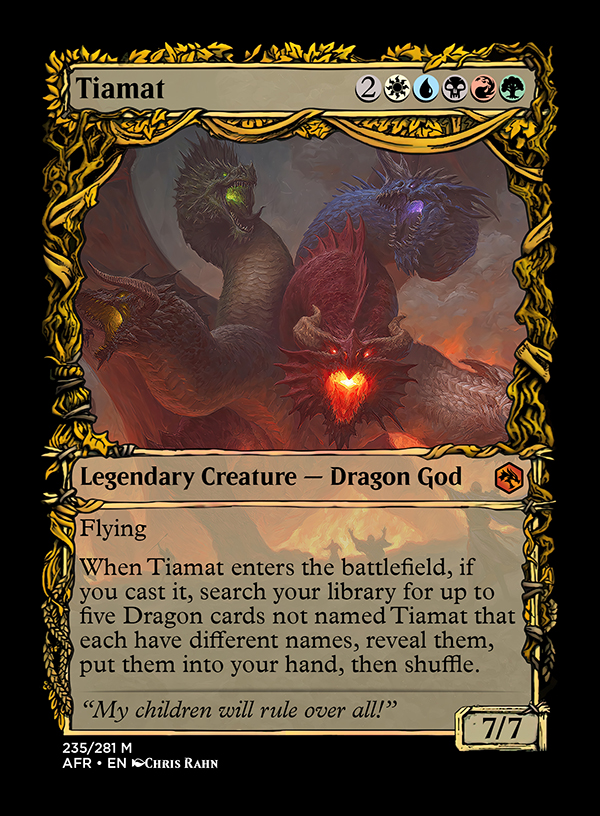 Tiamat 2
Legendary Creature — Dragon God
Flying
When Tiamat enters the battlefield, if
you cast it, search your library for up to
five Dragon cards not named Tiamat that
each have different names, reveal them,
put them into your hand, then shuffle.
“My children will rule over all!”
7/7
235/281 M
AFR • EN Chris Rahn